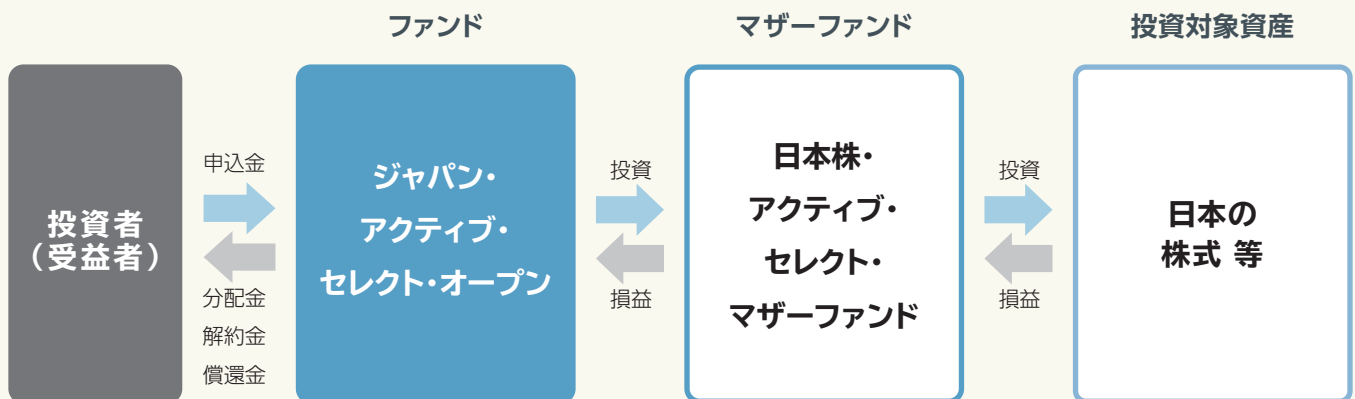 ファンド
マザーファンド
投資対象資産
投資者
（受益者）
申込金
分配金
解約金
償還金
ジャパン・
アクティブ・
セレクト・オープン
投資
損益
日本株・
アクティブ・
セレクト・
マザーファンド
投資
損益
日本の
株式 等